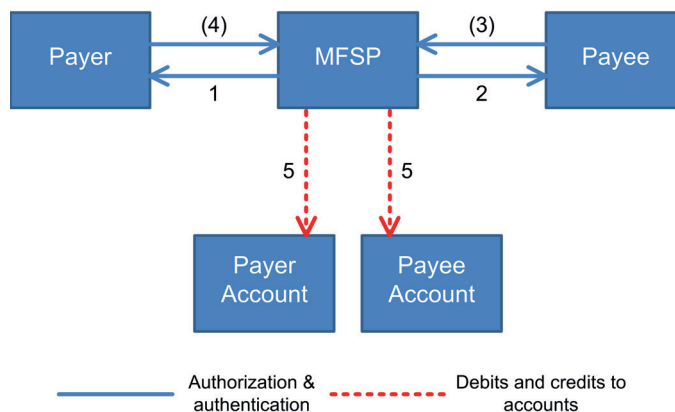 (4)
(3)
Payer
MFSP
Payee
1
2
5
5
Payer
Account
Payee
Account
Authorization &
authentication
Debits and credits to
accounts